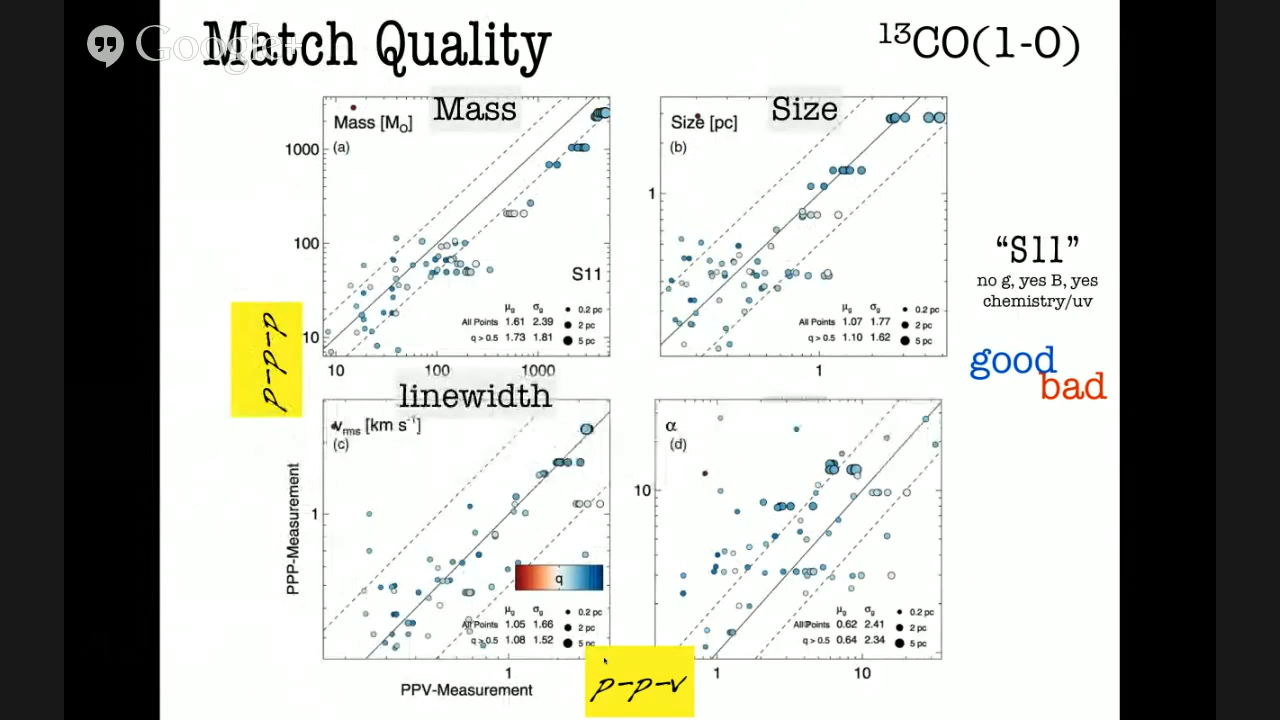 Google+
Match Quality
13CO(1-0)
Mass
Mass [MO]
(a)
1000
100
10
S11
μg σg
All Points 1.61 2.39
q > 0.5 1.73 1.81
0.2 pc
2 pc
5 pc
10 100 1000
Size
Size [pc]
(b)
1
μg σg
All Points 1.07 1.77
q > 0.5 1.10 1.62
0.2 pc
2 pc
5 pc
1
"S11"
no g, yes B, yes
chemistry/uv
good
bad
p-p-p
linewidth
vrms [km s-1]
(c)
1
PPP-Measurement
q
μg σg
All Points 1.05 1.66
q > 0.5 1.08 1.52
0.2 pc
2 pc
5 pc
1
PPV-Measurement
p-p-v
α
(d)
10
μg σg
All Points 0.62 2.41
q > 0.5 0.64 2.34
0.2 pc
2 pc
5 pc
1 10